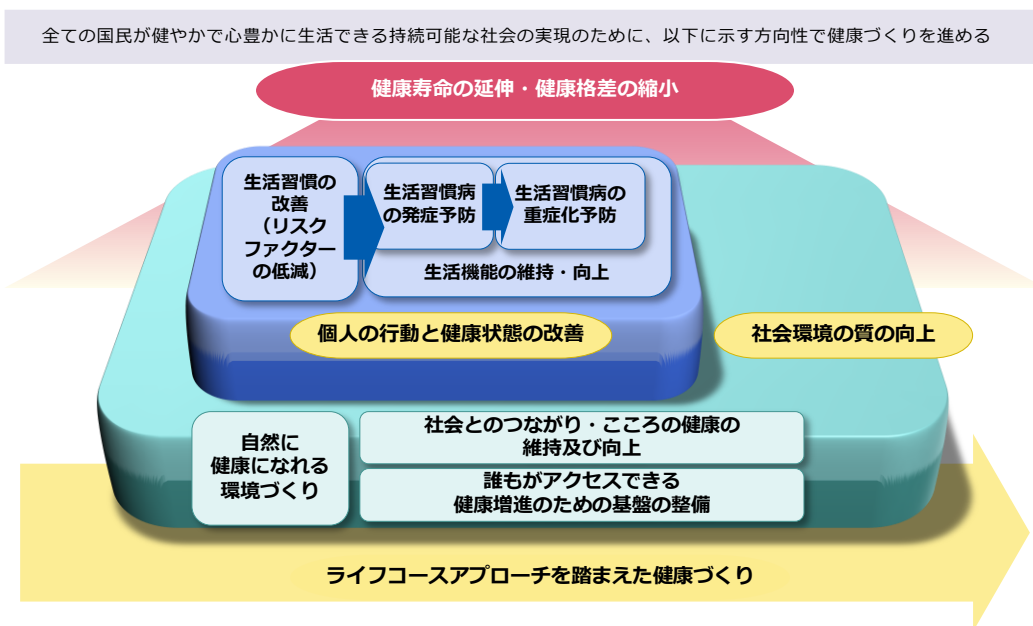 全ての国民が健やかで心豊かに生活できる持続可能な社会の実現のために、以下に示す方向性で健康づくりを進める
健康寿命の延伸・健康格差の縮小
生活習慣の
改善
（リスク
ファクター
の低減）
生活習慣病
の発症予防
生活習慣病の
重症化予防
生活機能の維持・向上
個人の行動と健康状態の改善
社会環境の質の向上
自然に
健康になれる
環境づくり
社会とのつながり・こころの健康の
維持及び向上
誰もがアクセスできる
健康増進のための基盤の整備
ライフコースアプローチを踏まえた健康づくり